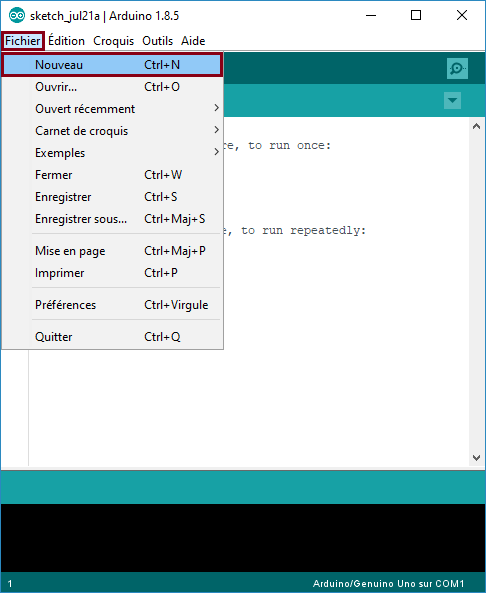 sketch_jul21a | Arduino 1.8.5
Fichier Édition Croquis Outils Aide
Nouveau Ctrl+N
Ouvrir... Ctrl+O
Ouvert récemment
Carnet de croquis
re, to run once:
Exemples
Fermer Ctrl+W
Enregistrer Ctrl+S
Enregistrer sous... Ctrl+Maj+S
e, to run repeatedly:
Mise en page Ctrl+Maj+P
Imprimer Ctrl+P
Préférences Ctrl+Virgule
Quitter Ctrl+Q
1 Arduino/Genuino Uno sur COM1